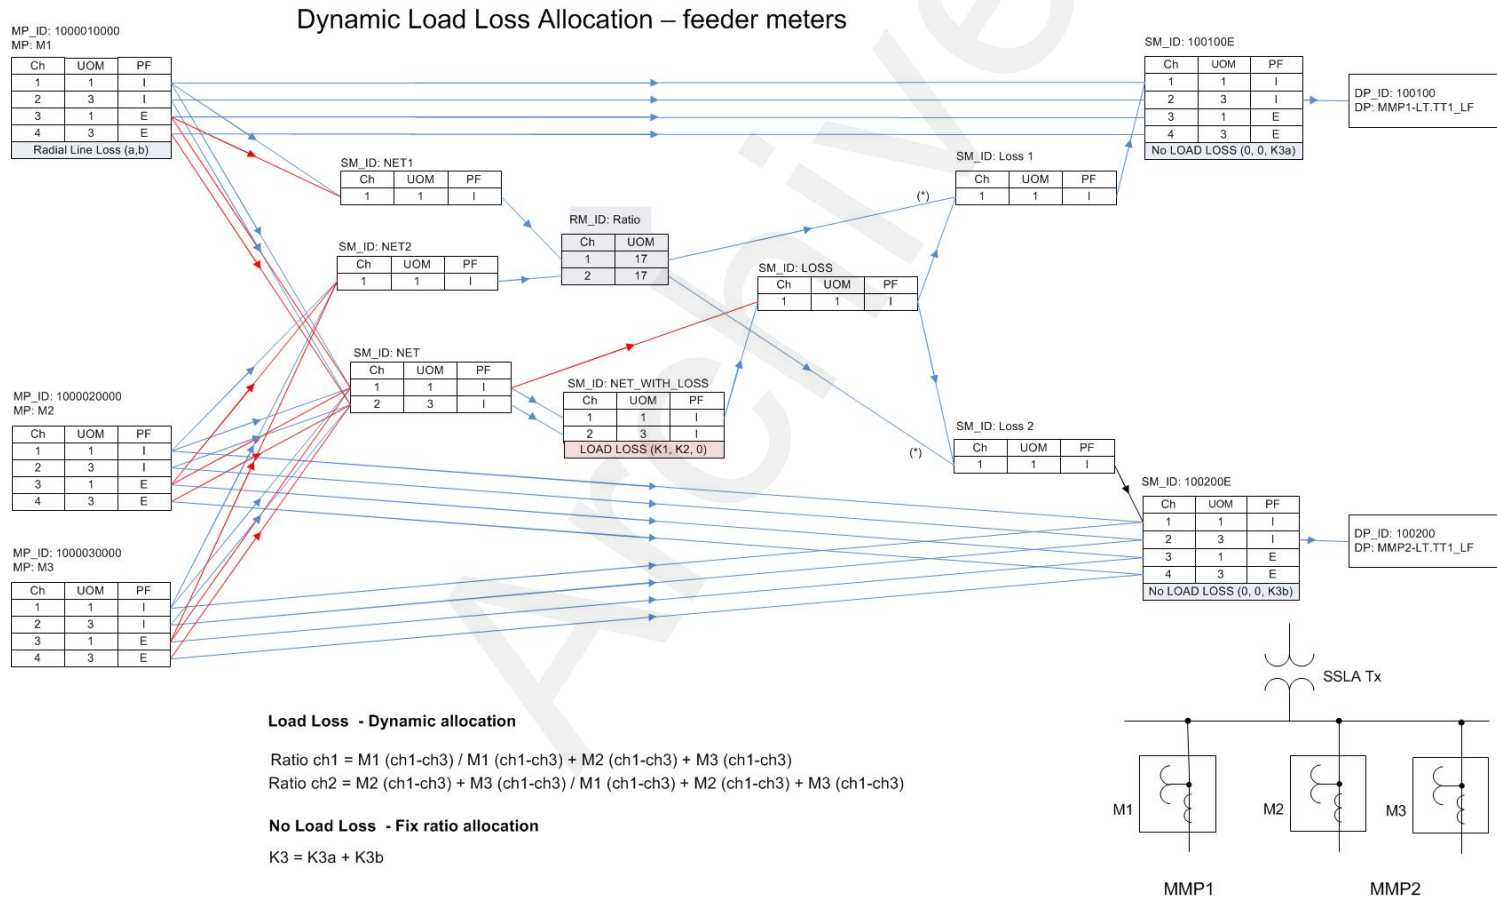 Dynamic Load Loss Allocation – feeder meters
MP_ID: 1000010000
MP: M1
Ch UOM PF
1 1 I
2 3 I
3 1 E
4 3 E
Radial Line Loss (a,b)
SM_ID: 100100E
Ch UOM PF
1 1 I
2 3 I
3 1 E
4 3 E
No LOAD LOSS (0, 0, K3a)
DP_ID: 100100
DP: MMP1-LT.TT1_LF
SM_ID: NET1
Ch UOM PF
1 1 I
SM_ID: Loss 1
Ch UOM PF
1 1 I
(*)
RM_ID: Ratio
Ch UOM
1 17
2 17
SM_ID: NET2
Ch UOM PF
1 1 I
SM_ID: LOSS
Ch UOM PF
1 1 I
SM_ID: NET
Ch UOM PF
1 1 I
2 3 I
SM_ID: NET_WITH_LOSS
Ch UOM PF
1 1 I
2 3 I
LOAD LOSS (K1, K2, 0)
MP_ID: 1000020000
MP: M2
Ch UOM PF
1 1 I
2 3 I
3 1 E
4 3 E
SM_ID: Loss 2
Ch UOM PF
1 1 I
(*)
SM_ID: 100200E
Ch UOM PF
1 1 I
2 3 I
3 1 E
4 3 E
No LOAD LOSS (0, 0, K3b)
DP_ID: 100200
DP: MMP2-LT.TT1_LF
MP_ID: 1000030000
MP: M3
Ch UOM PF
1 1 I
2 3 I
3 1 E
4 3 E
SSLA Tx
M1
M2
M3
MMP1
MMP2
Load Loss - Dynamic allocation
Ratio ch1 = M1 (ch1-ch3) / M1 (ch1-ch3) + M2 (ch1-ch3) + M3 (ch1-ch3)
Ratio ch2 = M2 (ch1-ch3) + M3 (ch1-ch3) / M1 (ch1-ch3) + M2 (ch1-ch3) + M3 (ch1-ch3)
No Load Loss - Fix ratio allocation
K3 = K3a + K3b
Archive